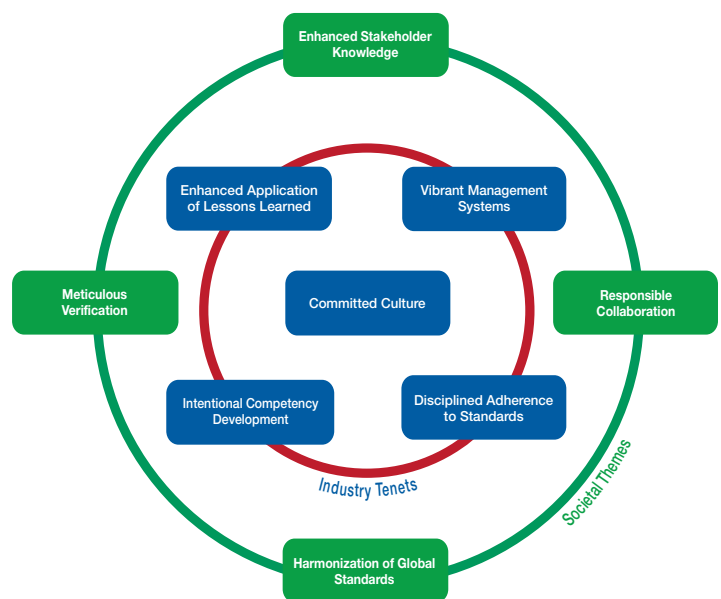 Enhanced Stakeholder
Knowledge
Enhanced Application
of Lessons Learned
Vibrant Management
Systems
Meticulous
Verification
Committed Culture
Responsible
Collaboration
Intentional Competency
Development
Disciplined Adherence
to Standards
Industry Tenets
Societal Themes
Harmonization of Global
Standards